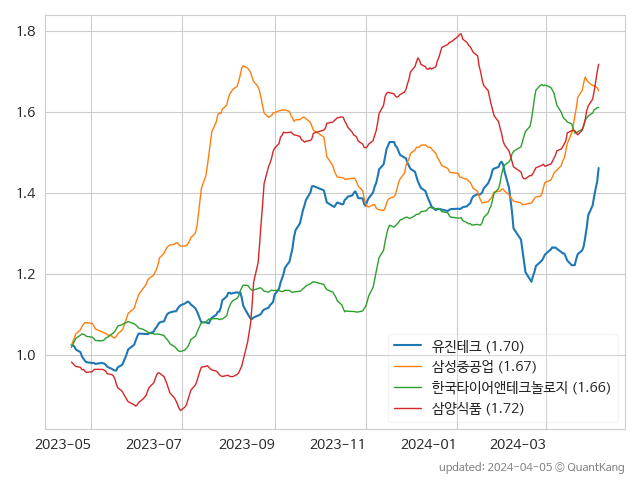 1.8
1.6
1.4
1.2
1.0
유진테크 (1.70)
삼성중공업 (1.67)
한국타이어앤테크놀로지 (1.66)
삼양식품 (1.72)
2023-05 2023-07 2023-09 2023-11 2024-01 2024-03
updated: 2024-04-05 © QuantKang